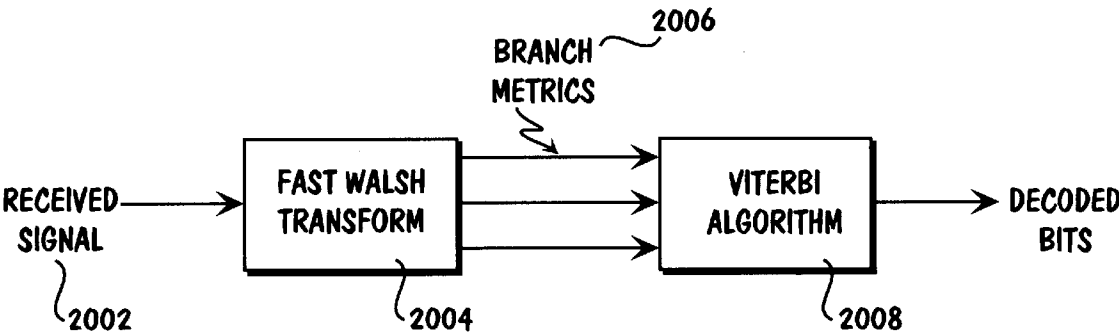 2006
BRANCH
METRICS
RECEIVED
SIGNAL
FAST WALSH
TRANSFORM
VITERBI
ALGORITHM
DECODED
BITS
2002
2004
2008